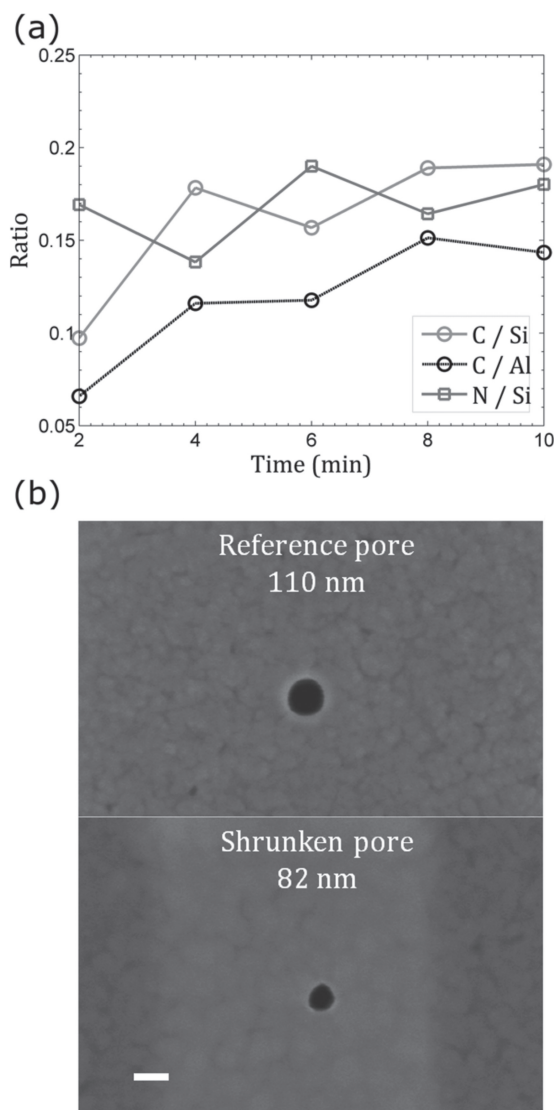 (a)
0.25
0.2
0.15
0.1
0.05
Ratio
C / Si
C / Al
N / Si
2 4 6 8 10
Time (min)
(b)
Reference pore
110 nm
Shrunken pore
82 nm